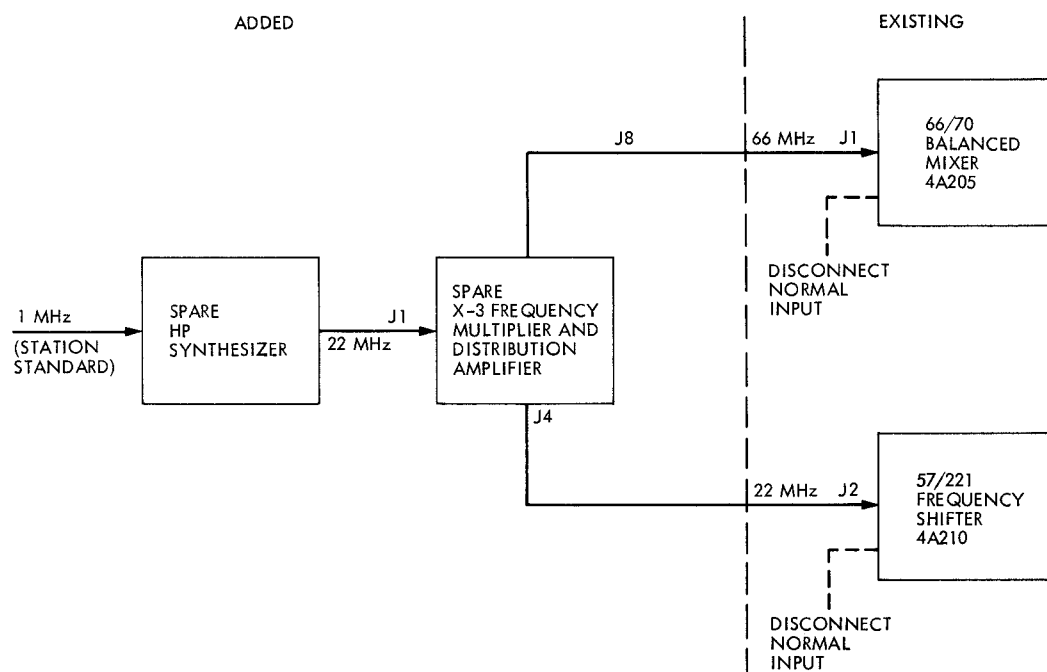 ADDED
EXISTING
1 MHz
(STATION
STANDARD)
SPARE
HP
SYNTHESIZER
J1
22 MHz
SPARE
X-3 FREQUENCY
MULTIPLIER AND
DISTRIBUTION
AMPLIFIER
J8
66 MHz
J1
66/70
BALANCED
MIXER
4A205
DISCONNECT
NORMAL
INPUT
J4
22 MHz
J2
57/221
FREQUENCY
SHIFTER
4A210
DISCONNECT
NORMAL
INPUT